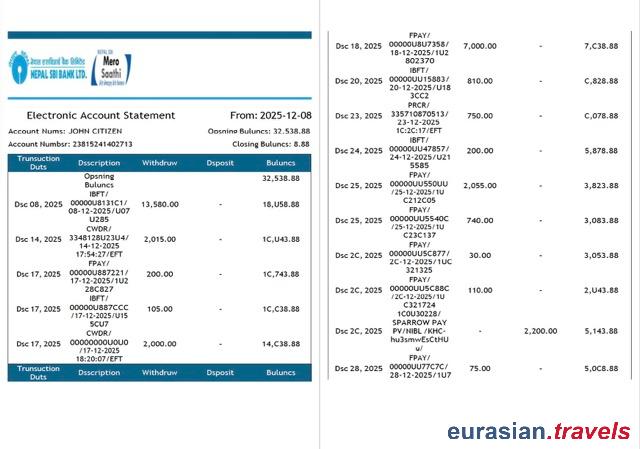 नेपाल एसबिआई बैंक लिमिटेड
NEPAL SBI BANK LTD.
NEPAL SBI
Mero
Saathi
Electronic Account Statement From: 2025-12-08
Account Nums: JOHN CITIZEN Opsning Buluncs: 32.538.88
Account Numbsr: 23815241402713 Closing Buluncs: 8.88
Trunsuction Duts Dsscription Withdruw Dsposit Buluncs
Opsning
Buluncs 32,538.88
IBFT/
Dsc 08, 2025 00000U8131C1/ 13,580.00 - 18,U58.88
08-12-2025/U07
U285
CWDR/
Dsc 14, 2025 3348128U23U4/ 2,015.00 - 1C,U43.88
14-12-2025
17:54:27/EFT
FPAY/
Dsc 17, 2025 00000U887221/ 200.00 - 1C,743.88
17-12-2025/1U2
28C827
IBFT/
Dsc 17, 2025 00000U887CCC 105.00 - 1C,C38.88
/17-12-2025/U15
5CU7
CWDR/
Dsc 17, 2025 00000000U0U0 2,000.00 - 14,C38.88
/17-12-2025
18:20:07/EFT
Trunsuction Duts Dsscription Withdruw Dsposit Buluncs
FPAY/
Dsc 18, 2025 00000U8U7358/ 7,000.00 - 7,C38.88
18-12-2025/1U2
802370
IBFT/
Dsc 20, 2025 00000UU15883/ 810.00 - C,828.88
20-12-2025/U18
3CC2
PRCR/
Dsc 23, 2025 335710870513/ 750.00 - C,078.88
23-12-2025
1C:2C:17/EFT
IBFT/
Dsc 24, 2025 00000UU47857/ 200.00 - 5,878.88
24-12-2025/U21
5585
FPAY/
Dsc 25, 2025 00000UU550UU 2,055.00 - 3,823.88
/25-12-2025/1U
C212C05
FPAY/
Dsc 25, 2025 00000UU5540C 740.00 - 3,083.88
/25-12-2025/1U
C23C137
FPAY/
Dsc 2C, 2025 00000UU5C877/ 30.00 - 3,053.88
2C-12-2025/1UC
321325
FPAY/
Dsc 2C, 2025 00000UU5C88C 110.00 - 2,U43.88
/2C-12-2025/1U
C321724
1C0U30228/
SPARROW PAY
Dsc 2C, 2025 PV/NIBL /KHC- - 2,200.00 5,143.88
hu3smwEsCtHU
u/
FPAY/
Dsc 28, 2025 00000UU77C7C/ 75.00 - 5,0C8.88
28-12-2025/1U7
eurasian.travels